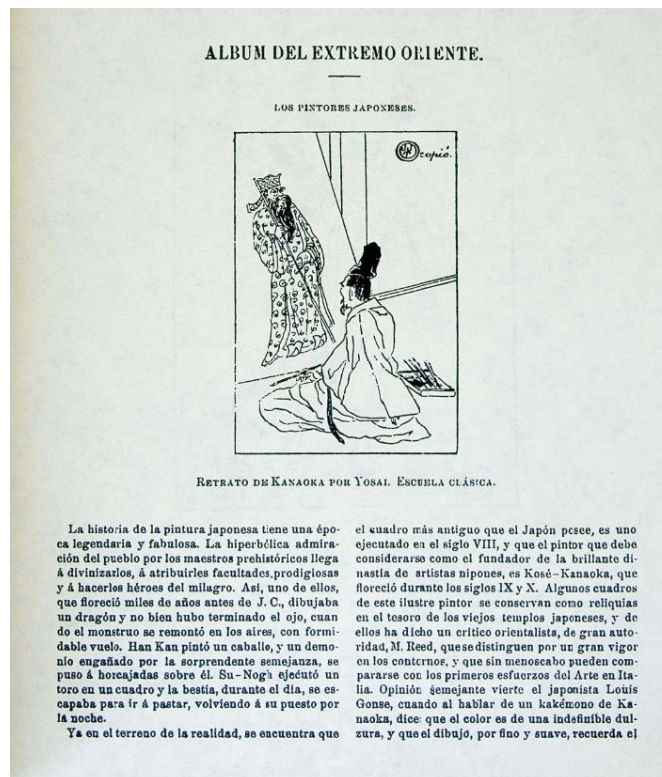 ALBUM DEL EXTREMO ORIENTE.
LOS PINTORES JAPONESES.
copió.
RETRATO DE KANAOKA POR YOSAI. ESCUELA CLÁSICA.
La historia de la pintura japonesa tiene una épo-
ca legendaria y fabulosa. La hiperbélica admira-
ción del pueblo por los maestros prehistóricos llega
á divinizarlos, á atribuirles facultades prodigiosas
y á hacerlos héroes del milagro. Asi, uno de ellos,
que floreció miles de años antes de J. C., dibujaba
un dragón y no bien hubo terminado el ojo, cuan
do el monstruo se remontó en los aires, con formi-
dable vuelo. Han Kan pintó un caballo, y un demo-
nio engañado por la sorprendente semejanza, se
puso á horcajadas sobre él. Su-Nogi ejecutó un
toro en un cuadro y la bestia, durante el día, se es-
capaba para ir á pastar, volviendo á su puesto por
la noche.
Ya en el terreno de la realidad, se encuentra que
el cuadro más antiguo que el Japón posee, es uno
ejecutado en el siglo VIII, y que el pintor que debe
considerarse como el fundador de la brillante di-
nastía de artistas nipones, es Kosé-Kanaoka, que
floreció durante los siglos IX y X. Algunos cuadros
de este ilustre pintor se conservan como reliquias
en el tesoro de los viejos templos japoneses, y de
ellos ha dicho un crítico orientalista, de gran auto-
ridad, M. Reed, que se distinguen por un gran vigor
en los contornos, y que sin menoscabo pueden com-
pararse con los primeros esfuerzos del Arte en Ita-
lia. Opinión semejante vierte el japonista Louis
Gonse, cuando al hablar de un kakémono de Ka-
naoka, dice: que el color es de una indefinible dul-
zura, y que el dibujo, por fino y suave, recuerda el